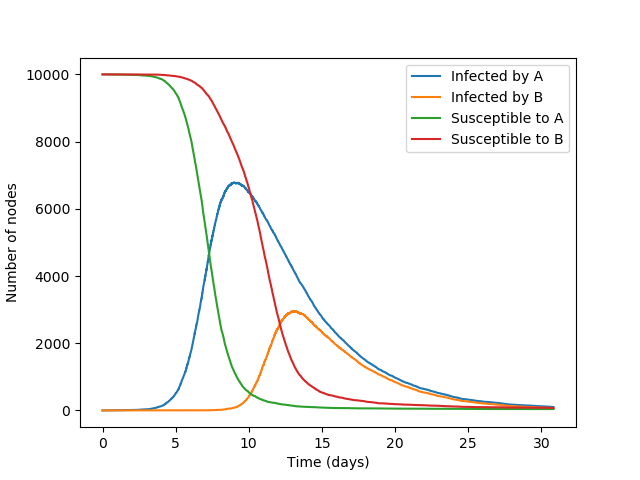 Number of nodes
10000
8000
6000
4000
2000
0
Infected by A
Infected by B
Susceptible to A
Susceptible to B
0 5 10 15 20 25 30
Time (days)